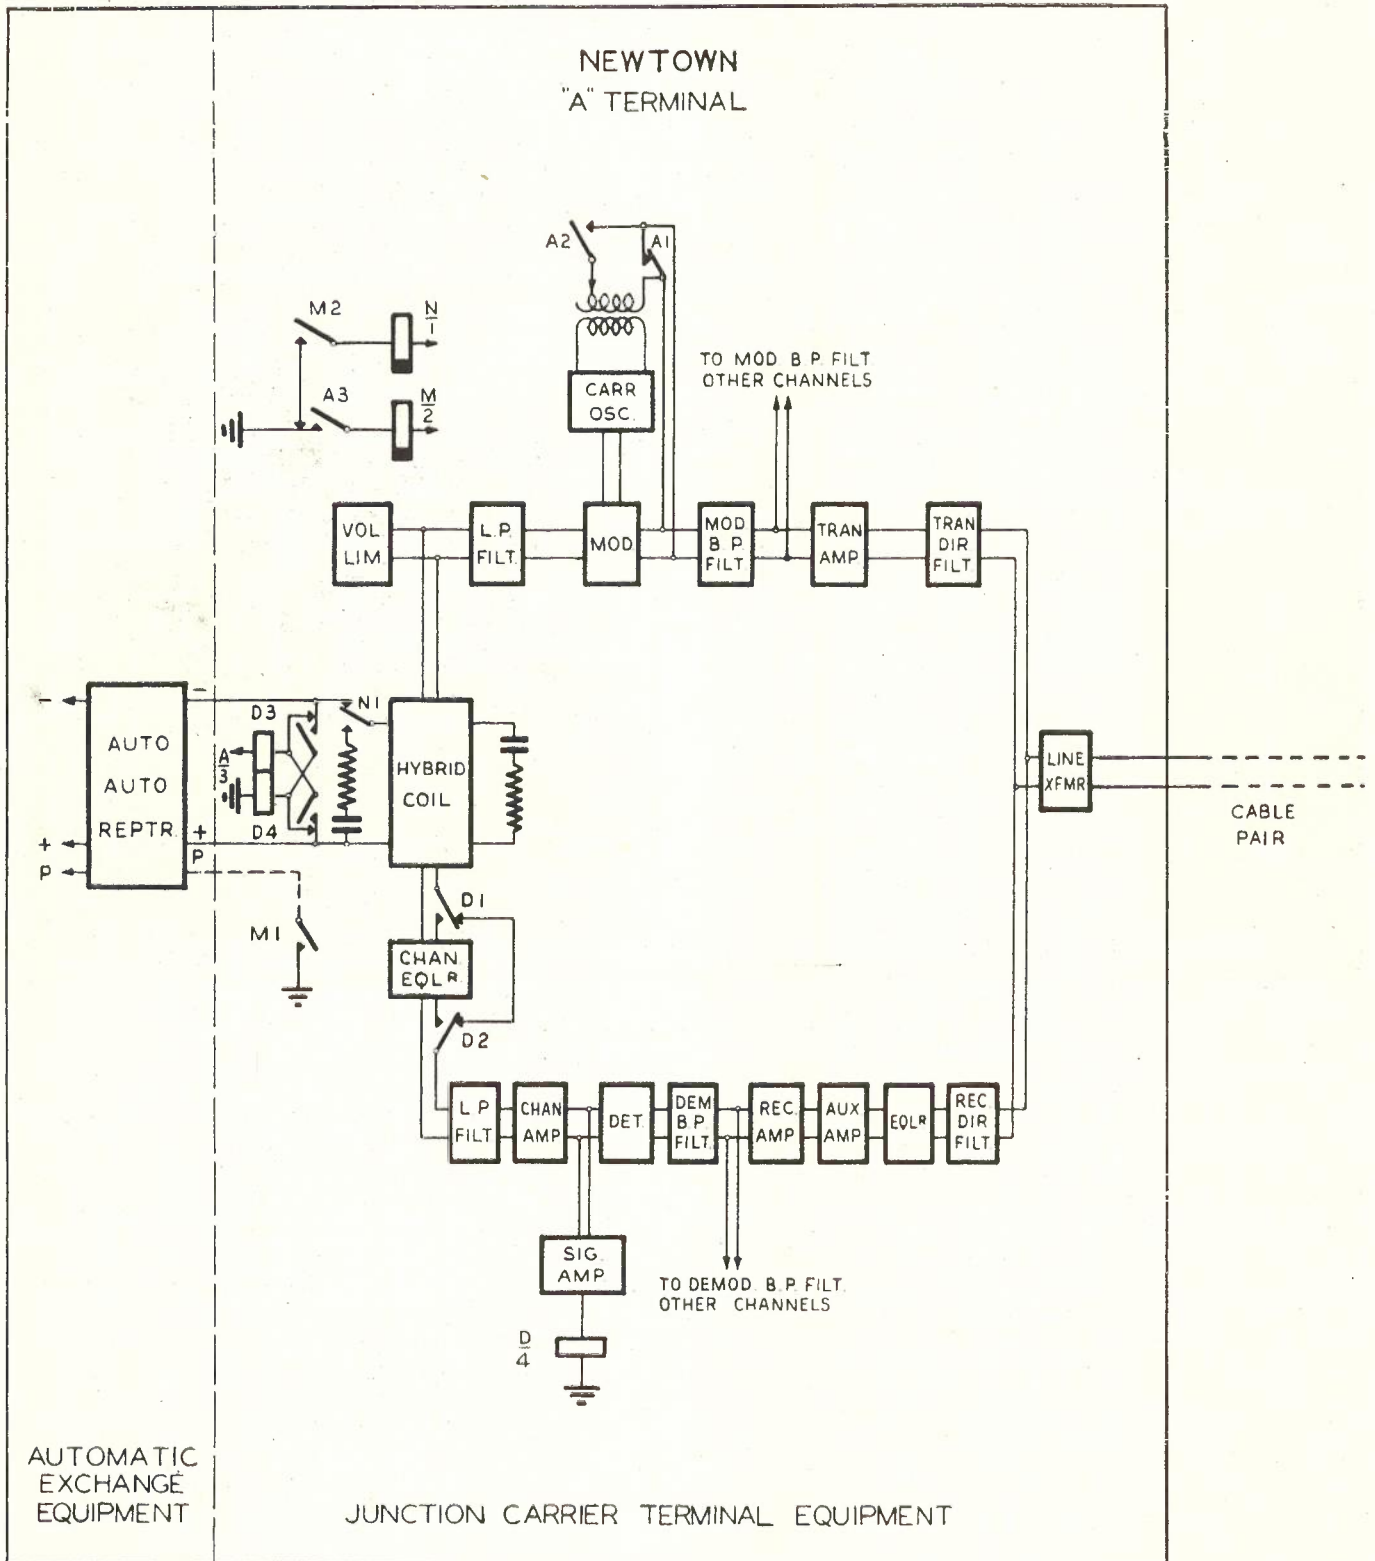 NEWTOWN
"A" TERMINAL
A2
A1
M2
N
1
A3
M
2
CARR
OSC.
TO MOD. B.P. FILT.
OTHER CHANNELS
VOL.
LIM.
L.P.
FILT.
MOD
MOD
B.P.
FILT.
TRAN
AMP.
TRAN
DIR
FILT.
-
-
D3
N1
AUTO
AUTO
REPTR.
A
3
HYBRID
COIL
LINE
XFMR
+
+
D4
P
P
CABLE
PAIR
D1
M1
CHAN.
EQLR
D2
L.P
FILT
CHAN
AMP
DET.
DEM
B.P.
FILT.
REC.
AMP
AUX
AMP
EQLR
REC
DIR
FILT
SIG.
AMP
TO DEMOD. B.P. FILT.
OTHER CHANNELS
D
4
AUTOMATIC
EXCHANGE
EQUIPMENT
JUNCTION CARRIER TERMINAL EQUIPMENT